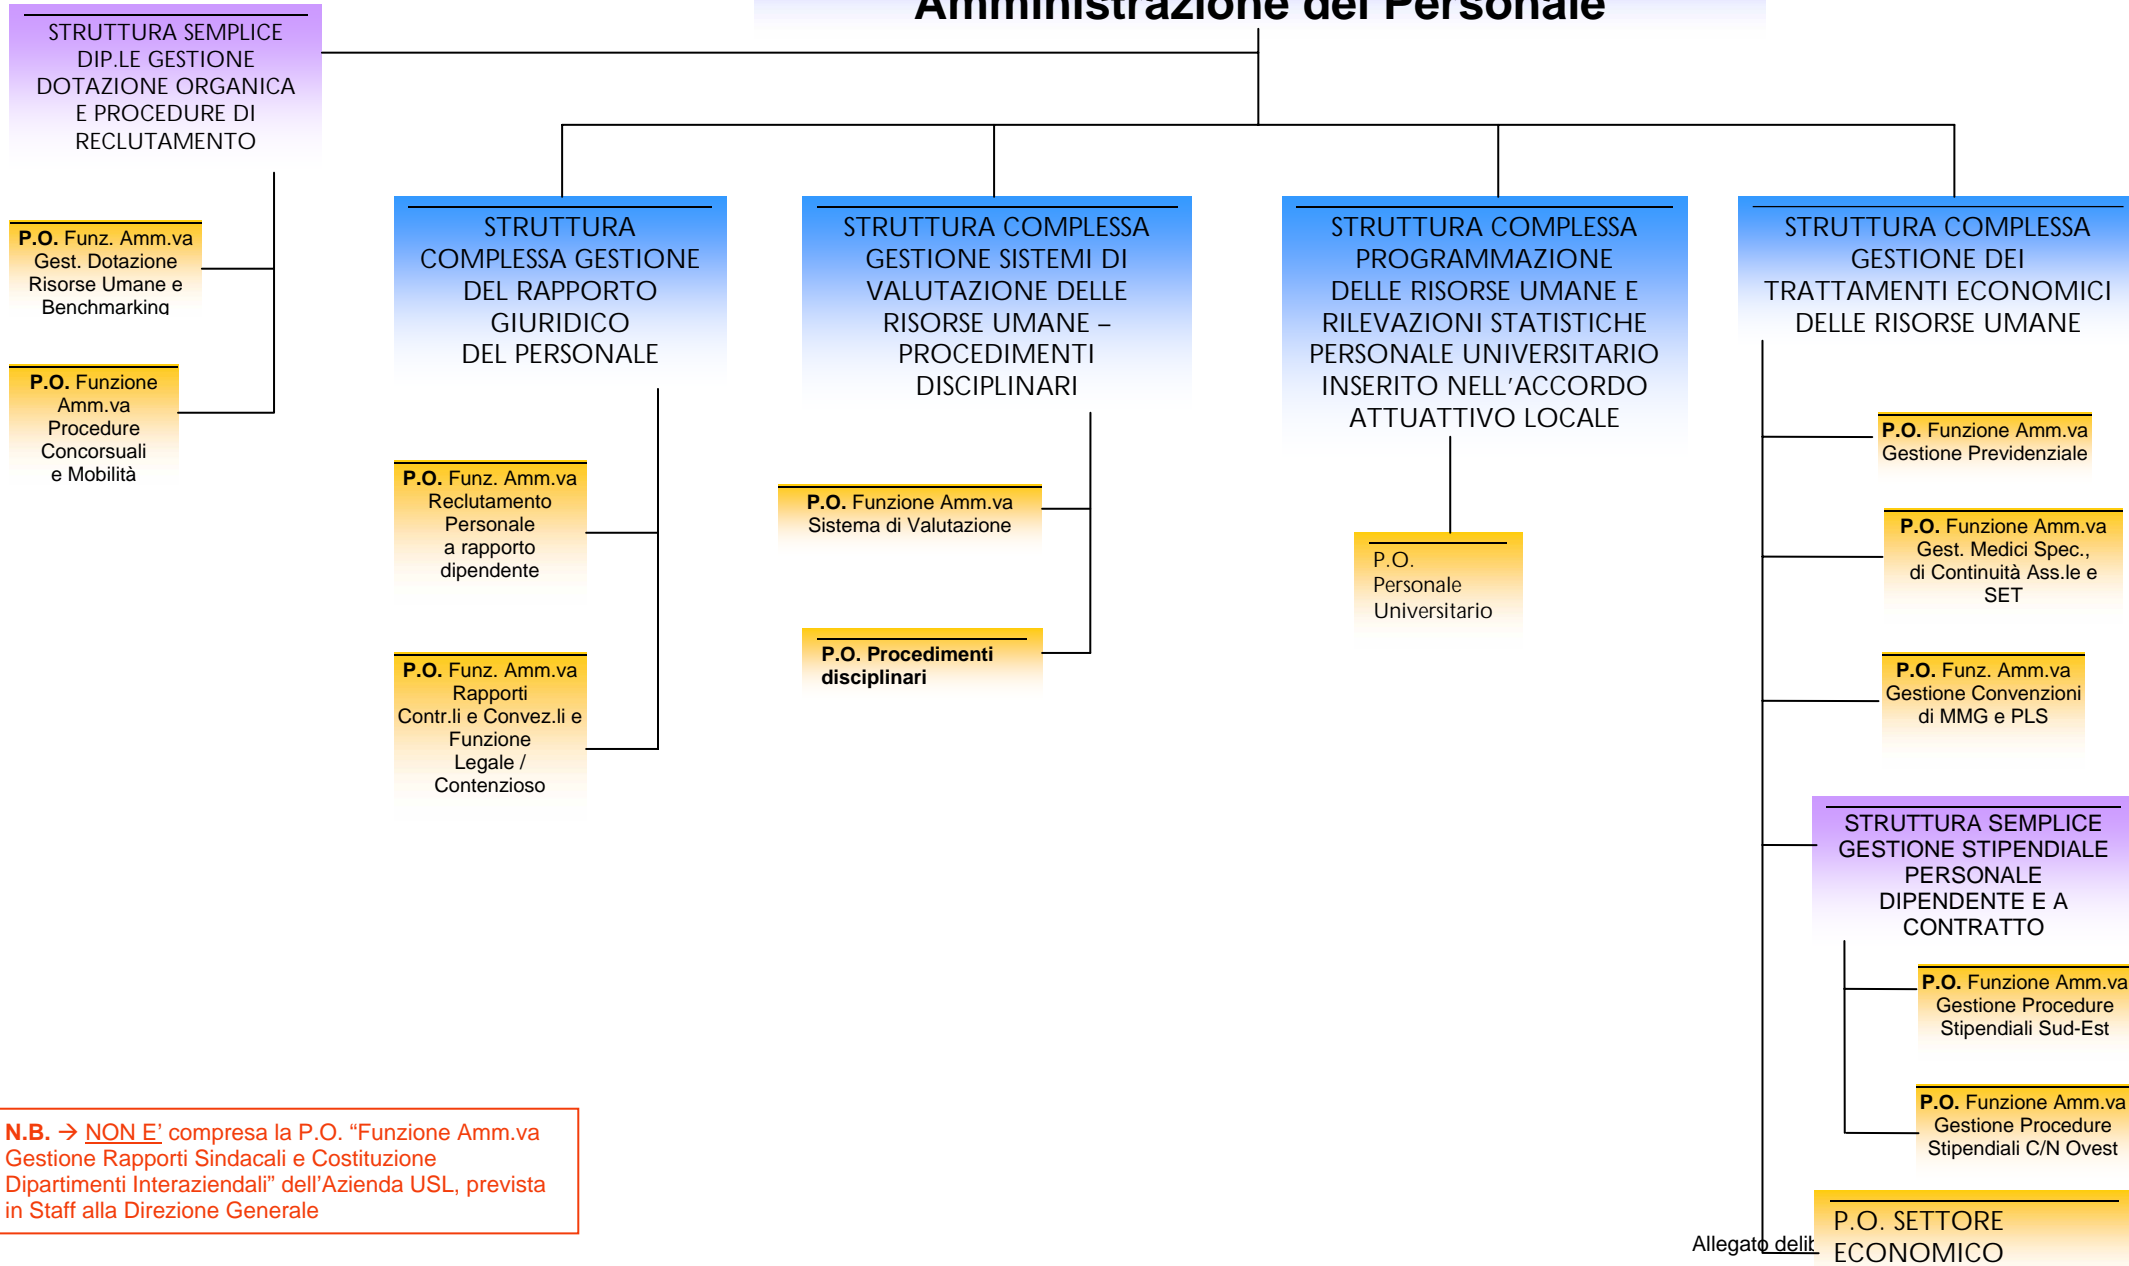 Amministrazione del Personale
STRUTTURA SEMPLICE
DIP.LE GESTIONE
DOTAZIONE ORGANICA
E PROCEDURE DI
RECLUTAMENTO
P.O. Funz. Amm.va
Gest. Dotazione
Risorse Umane e
Benchmarking
P.O. Funzione
Amm.va
Procedure
Concorsuali
e Mobilità
STRUTTURA
COMPLESSA GESTIONE
DEL RAPPORTO
GIURIDICO
DEL PERSONALE
P.O. Funz. Amm.va
Reclutamento
Personale
a rapporto
dipendente
P.O. Funz. Amm.va
Rapporti
Contr.li e Convez.li e
Funzione
Legale /
Contenzioso
STRUTTURA COMPLESSA
GESTIONE SISTEMI DI
VALUTAZIONE DELLE
RISORSE UMANE –
PROCEDIMENTI
DISCIPLINARI
P.O. Funzione Amm.va
Sistema di Valutazione
P.O. Procedimenti
disciplinari
STRUTTURA COMPLESSA
PROGRAMMAZIONE
DELLE RISORSE UMANE E
RILEVAZIONI STATISTICHE
PERSONALE UNIVERSITARIO
INSERITO NELL’ACCORDO
ATTUATTIVO LOCALE
P.O.
Personale
Universitario
STRUTTURA COMPLESSA
GESTIONE DEI
TRATTAMENTI ECONOMICI
DELLE RISORSE UMANE
P.O. Funzione Amm.va
Gestione Previdenziale
P.O. Funzione Amm.va
Gest. Medici Spec.,
di Continuità Ass.le e
SET
P.O. Funz. Amm.va
Gestione Convenzioni
di MMG e PLS
STRUTTURA SEMPLICE
GESTIONE STIPENDIALE
PERSONALE
DIPENDENTE E A
CONTRATTO
P.O. Funzione Amm.va
Gestione Procedure
Stipendiali Sud-Est
P.O. Funzione Amm.va
Gestione Procedure
Stipendiali C/N Ovest
P.O. SETTORE
ECONOMICO
N.B. → NON E’ compresa la P.O. “Funzione Amm.va
Gestione Rapporti Sindacali e Costituzione
Dipartimenti Interaziendali” dell’Azienda USL, prevista
in Staff alla Direzione Generale
Allegato